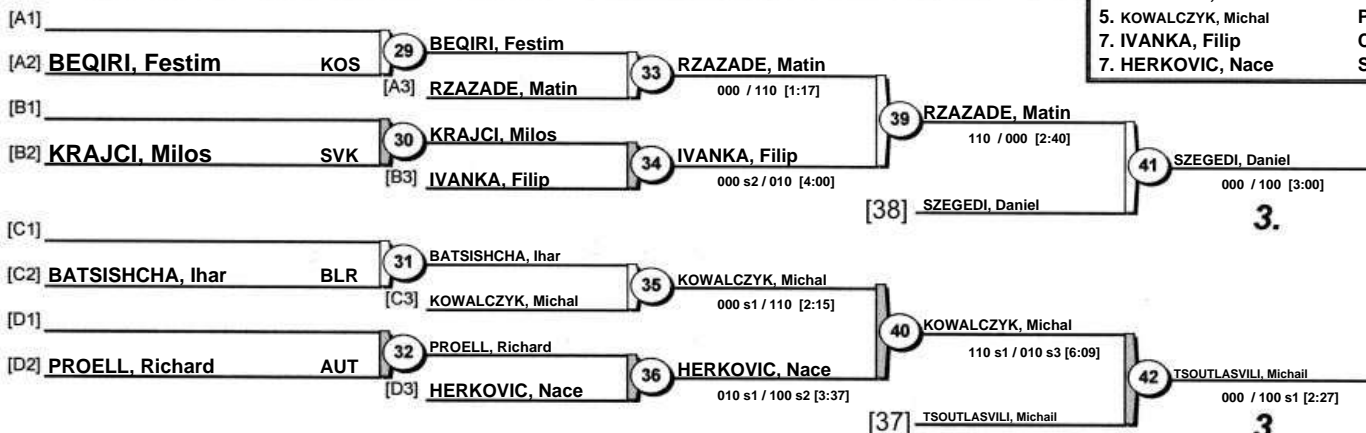 5. KOWALCZYK, Michal P
7. IVANKA, Filip
7. HERKOVIC, Nace S
[A1]
[A2] BEQIRI, Festim KOS
29
BEQIRI, Festim
[A3] RZAZADE, Matin
33
RZAZADE, Matin
000 / 110 [1:17]
[B1]
[B2] KRAJCI, Milos SVK
30
KRAJCI, Milos
[B3] IVANKA, Filip
34
IVANKA, Filip
000 s2 / 010 [4:00]
39
RZAZADE, Matin
110 / 000 [2:40]
[38] SZEGEDI, Daniel
41
SZEGEDI, Daniel
000 / 100 [3:00]
3.
[C1]
[C2] BATSISHCHA, Ihar BLR
31
BATSISHCHA, Ihar
[C3] KOWALCZYK, Michal
35
KOWALCZYK, Michal
000 s1 / 110 [2:15]
[D1]
[D2] PROELL, Richard AUT
32
PROELL, Richard
[D3] HERKOVIC, Nace
36
HERKOVIC, Nace
010 s1 / 100 s2 [3:37]
40
KOWALCZYK, Michal
110 s1 / 010 s3 [6:09]
[37] TSOUTLASVILI, Michail
42
TSOUTLASVILI, Michail
000 / 100 s1 [2:27]
3